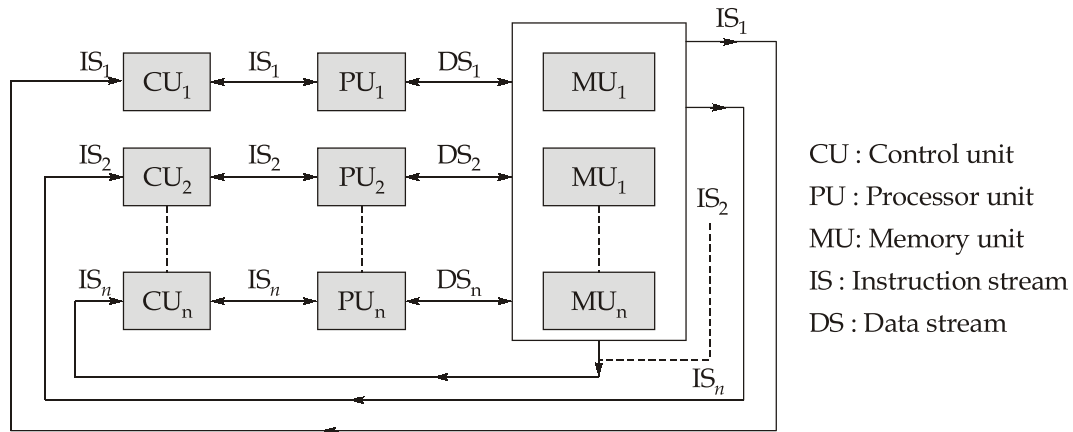 IS₁
IS₁ CU₁ IS₁ PU₁ DS₁ MU₁
IS₂ CU₂ IS₂ PU₂ DS₂ MU₁
IS₂
ISₙ CUₙ ISₙ PUₙ DSₙ MUₙ
ISₙ
CU : Control unit
PU : Processor unit
MU: Memory unit
IS : Instruction stream
DS : Data stream